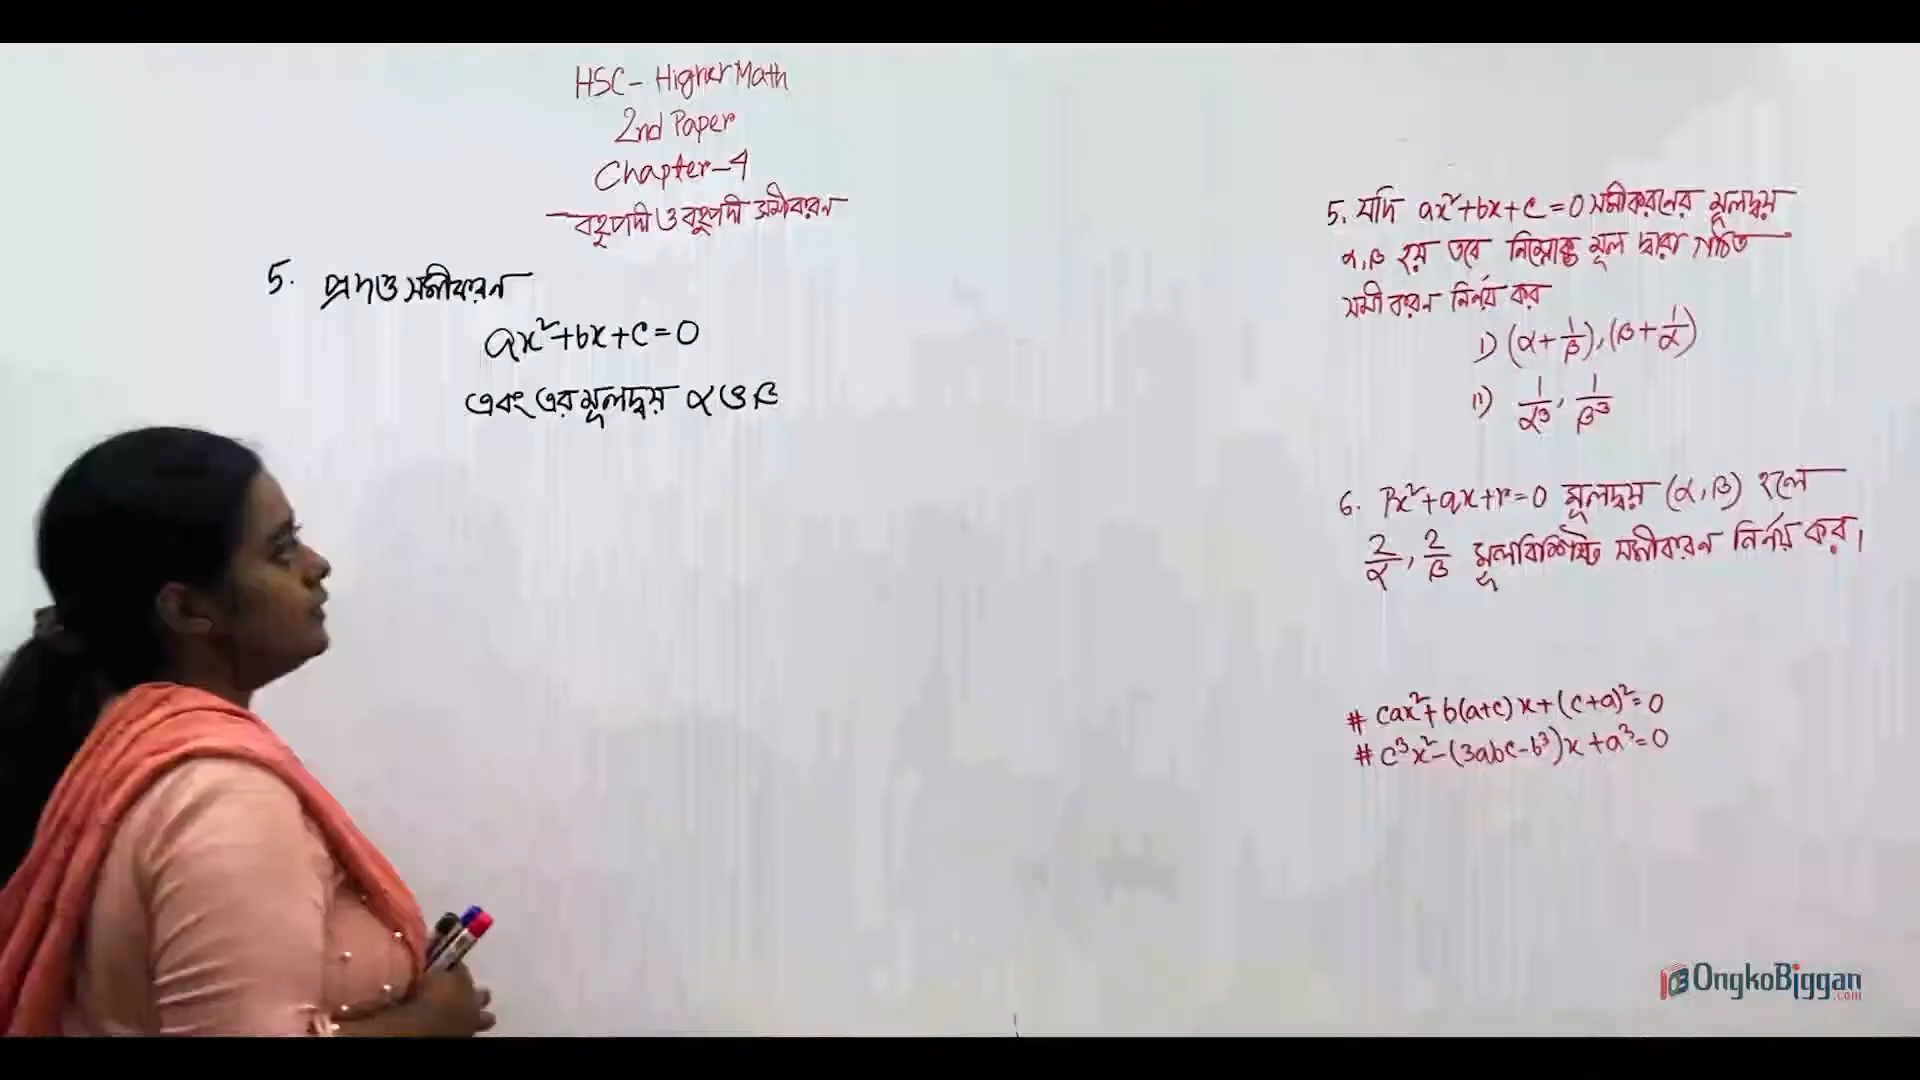 HSC- Higher Math
2nd Paper
Chapter-4
বহুপদী ও বহুপদী সমীকরণ
5. প্রদত্ত সমীকরণ
ax²+bx+c=0
এবং এর মূলদ্বয় α ও β
5. যদি ax²+bx+c=0 সমীকরণের মূলদ্বয়
α,β হয় তবে নিম্নোক্ত মূল দ্বারা গঠিত
সমীকরণ নির্ণয় কর
i) (α+1/β),(β+1/α)
ii) 1/α³, 1/β³
6. Px²+qx+r=0 মূলদ্বয় (α,β) হলে
2/α, 2/β মূলবিশিষ্ট সমীকরণ নির্ণয় কর।
# cax²+b(a+c)x+(c+a)²=0
# c³x²-(3abc-b³)x+a³=0
OngkoBiggan
.com